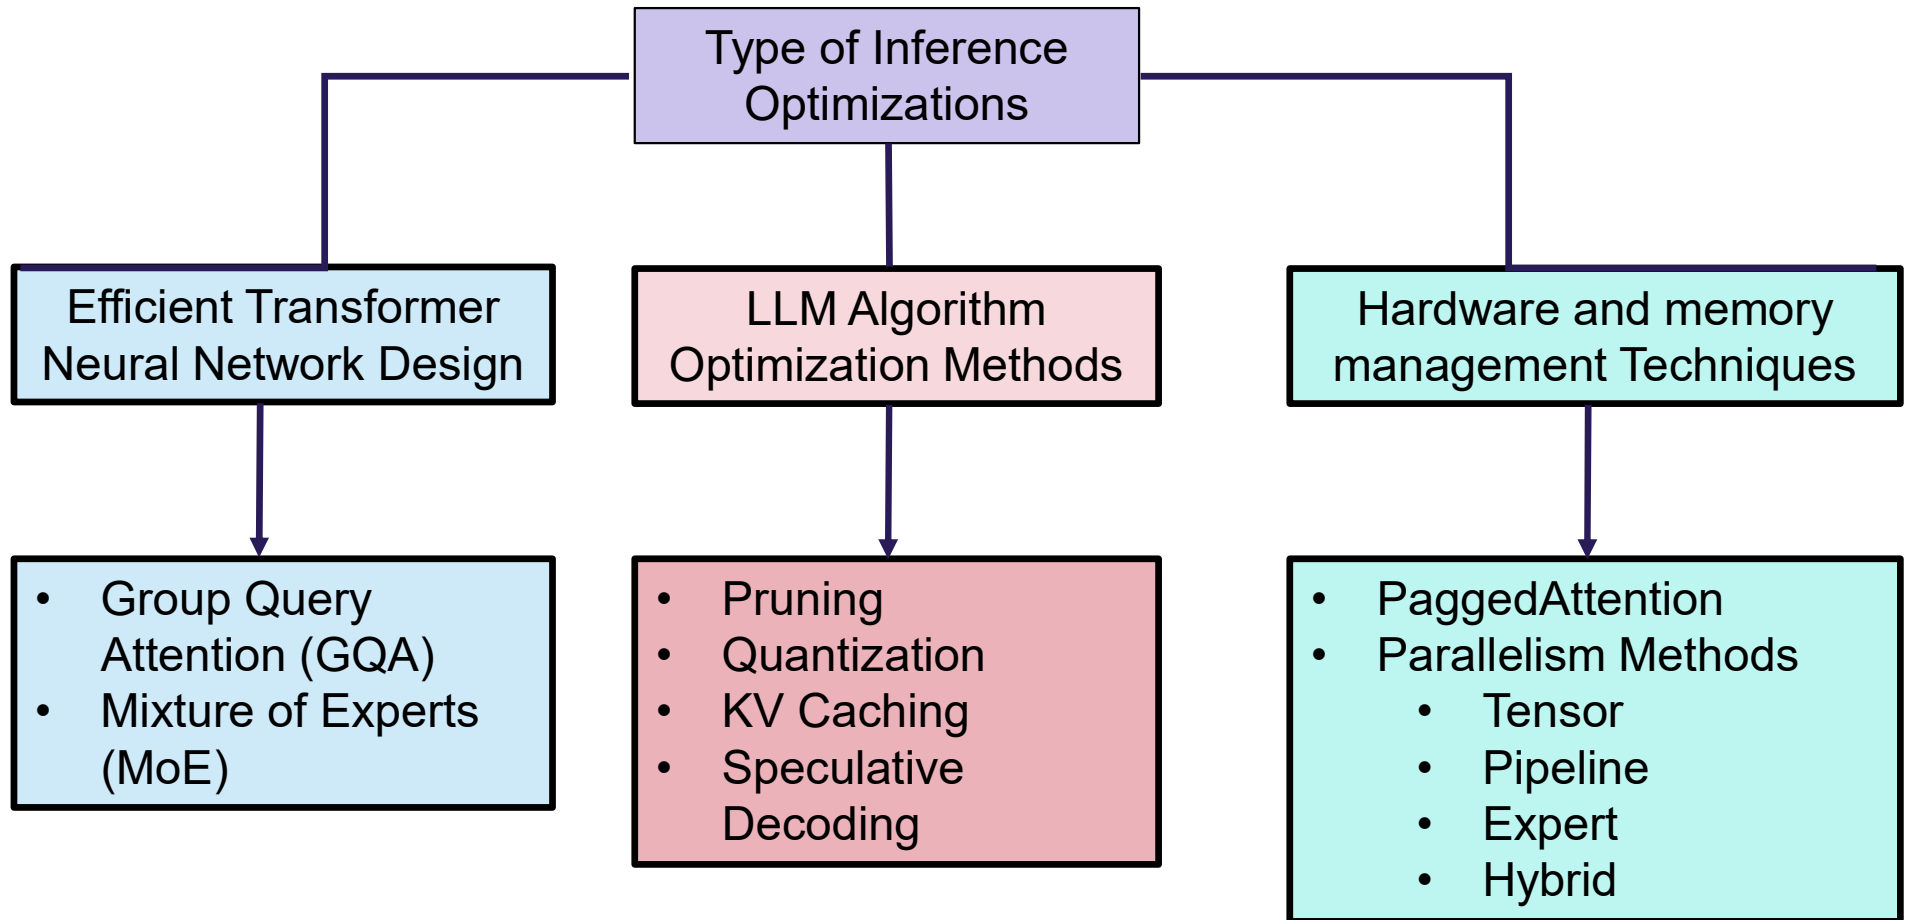 Type of Inference
Optimizations
Efficient Transformer
Neural Network Design
LLM Algorithm
Optimization Methods
Hardware and memory
management Techniques
• Group Query
Attention (GQA)
• Mixture of Experts
(MoE)
• Pruning
• Quantization
• KV Caching
• Speculative
Decoding
• PaggedAttention
• Parallelism Methods
• Tensor
• Pipeline
• Expert
• Hybrid